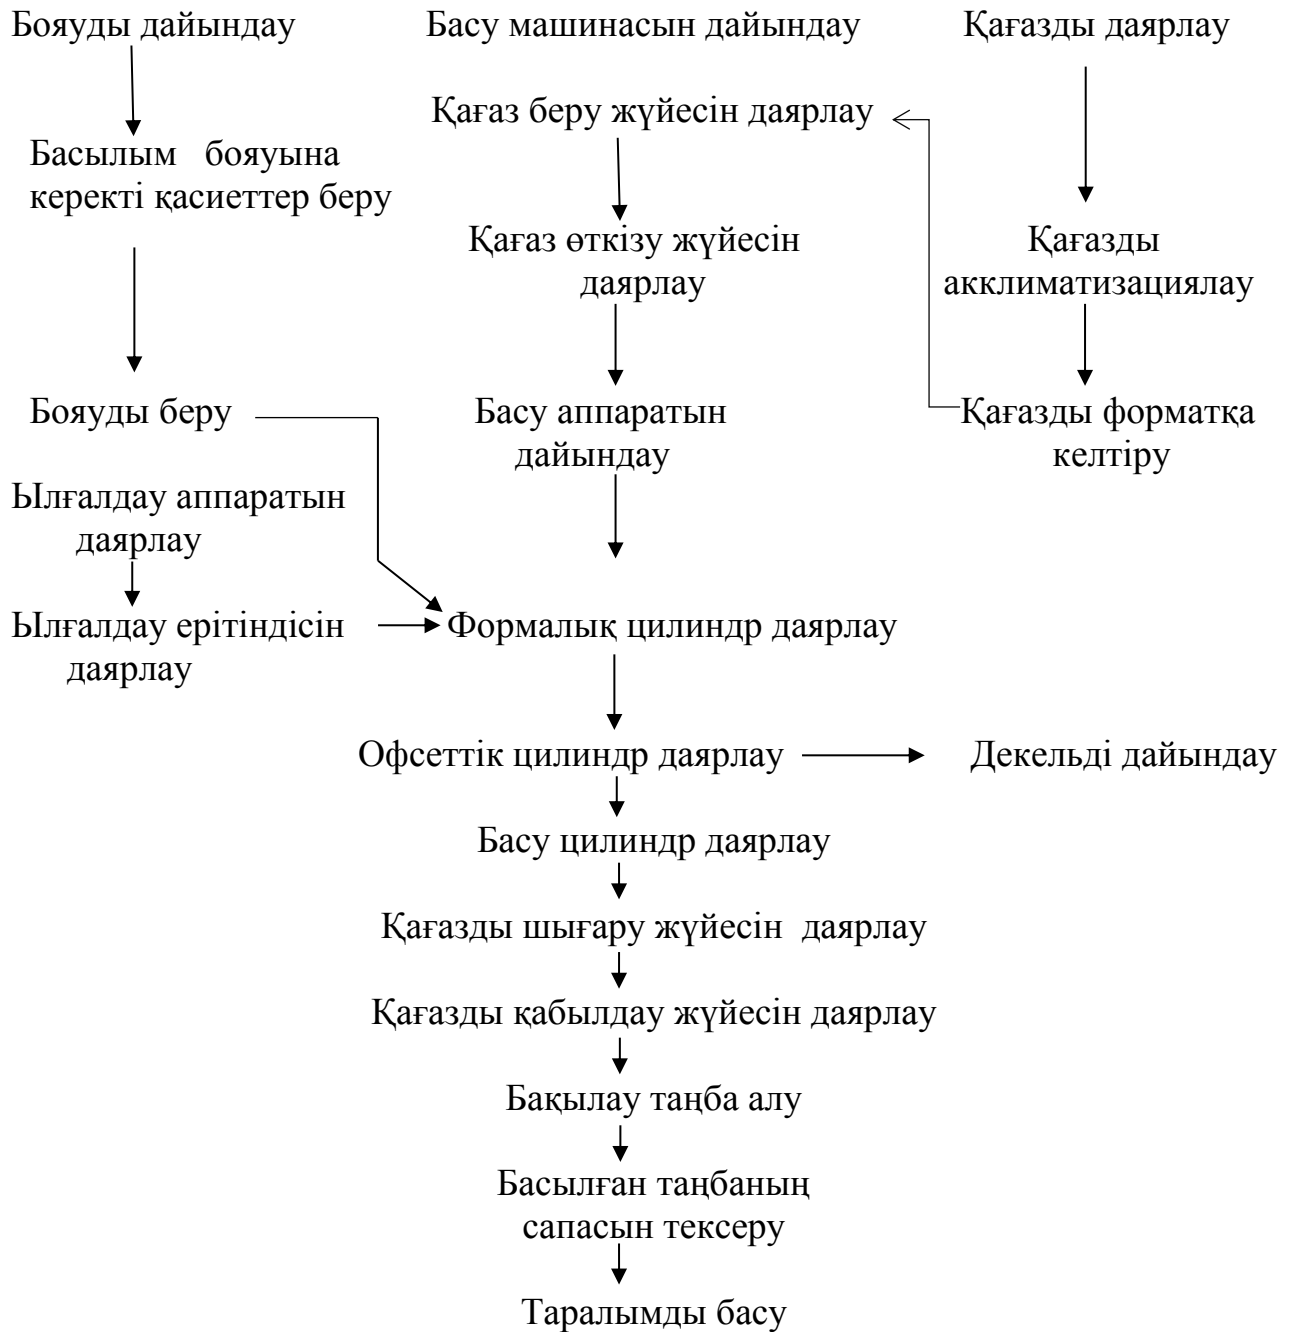 Бояуды дайындау
Басу машинасын дайындау
Қағазды даярлау
Қағаз беру жүйесін даярлау
Басылым бояуына
керекті қасиеттер беру
Қағаз өткізу жүйесін
даярлау
Қағазды
акклиматизациялау
Бояуды беру
Басу аппаратын
дайындау
Қағазды форматқа
келтіру
Ылғалдау аппаратын
даярлау
Ылғалдау ерітіндісін
даярлау
Формалық цилиндр даярлау
Офсеттік цилиндр даярлау
Декельді дайындау
Басу цилиндр даярлау
Қағазды шығару жүйесін даярлау
Қағазды қабылдау жүйесін даярлау
Бақылау таңба алу
Басылған таңбаның
сапасын тексеру
Таралымды басу